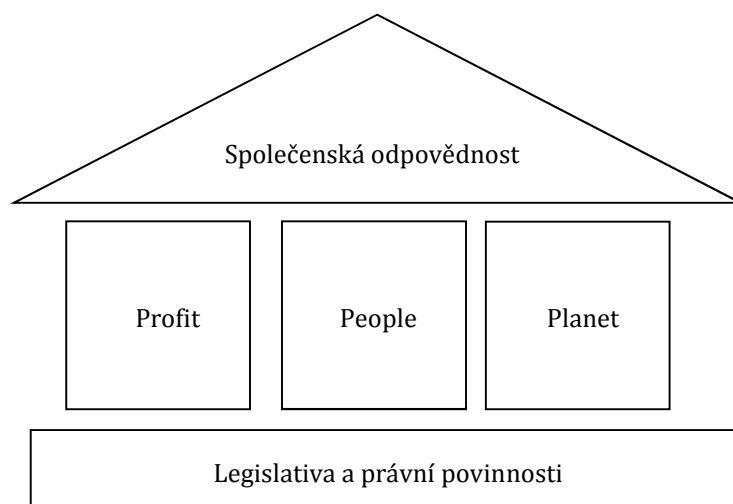 Společenská odpovědnost
Profit
People
Planet
Legislativa a právní povinnosti